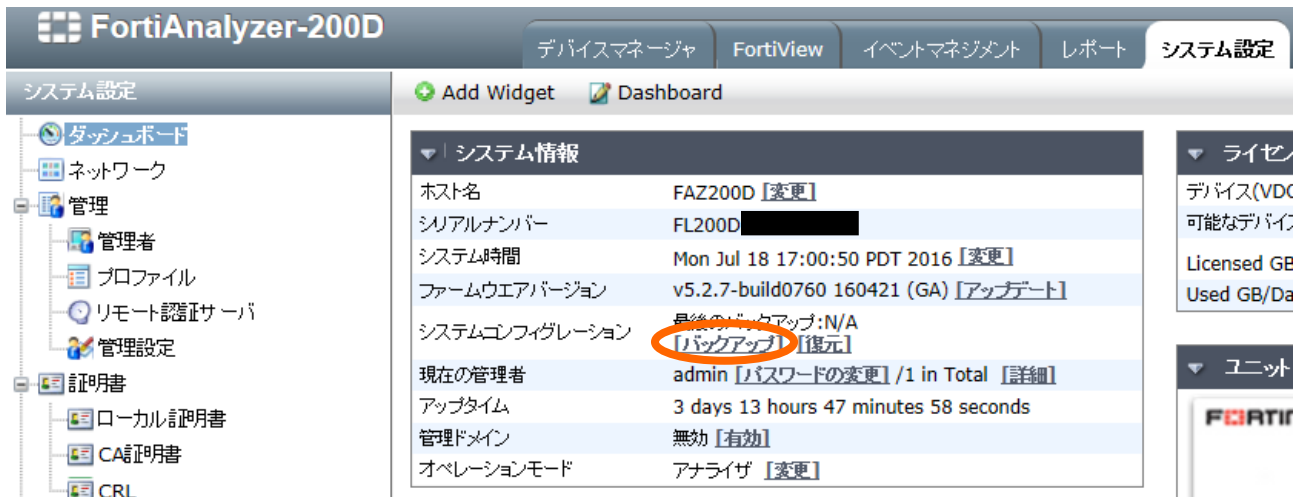 FortiAnalyzer-200D
デバイスマネージャ FortiView イベントマネジメント レポート システム設定
システム設定
Add Widget Dashboard
ダッシュボード
ネットワーク
管理
管理者
プロファイル
リモート認証サーバ
管理設定
証明書
ローカル証明書
CA証明書
CRL
システム情報
ホスト名 FAZ200D [変更]
シリアルナンバー FL200D
システム時間 Mon Jul 18 17:00:50 PDT 2016 [変更]
ファームウエアバージョン v5.2.7-build0760 160421 (GA) [アップデート]
システムコンフィグレーション 最後のバックアップ:N/A
[バックアップ] [復元]
現在の管理者 admin [パスワードの変更] /1 in Total [詳細]
アップタイム 3 days 13 hours 47 minutes 58 seconds
管理ドメイン 無効 [有効]
オペレーションモード アナライザ [変更]
ライセン
デバイス(VDO
可能なデバイス
Licensed GB
Used GB/Da
ユニット
FORTIN